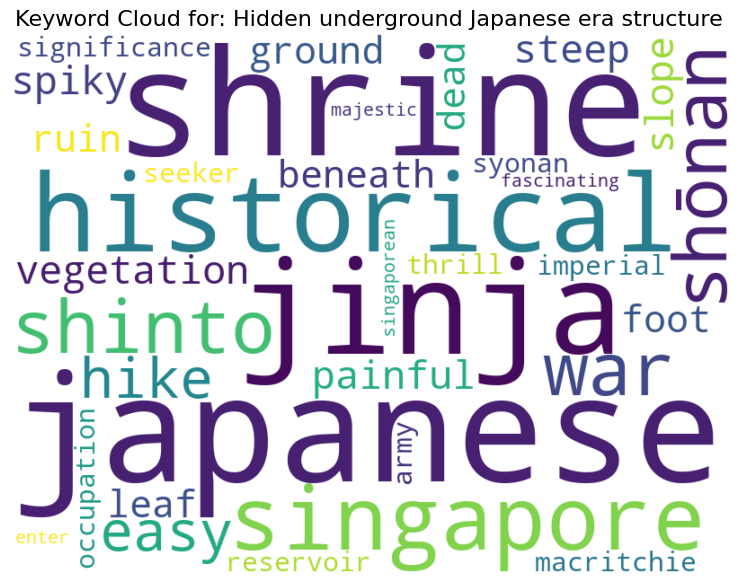 Keyword Cloud for: Hidden underground Japanese era structure
significance
ground
steep
spiky
shrine
dead
slope
shōnan
majestic
ruin
seeker
beneath
syonan
fascinating
historical
vegetation
singaporean
thrill
imperial
jinja
shinto
foot
hike
painful
war
japanese
occupation
army
leaf
easy
singapore
enter
reservoir
macritchie